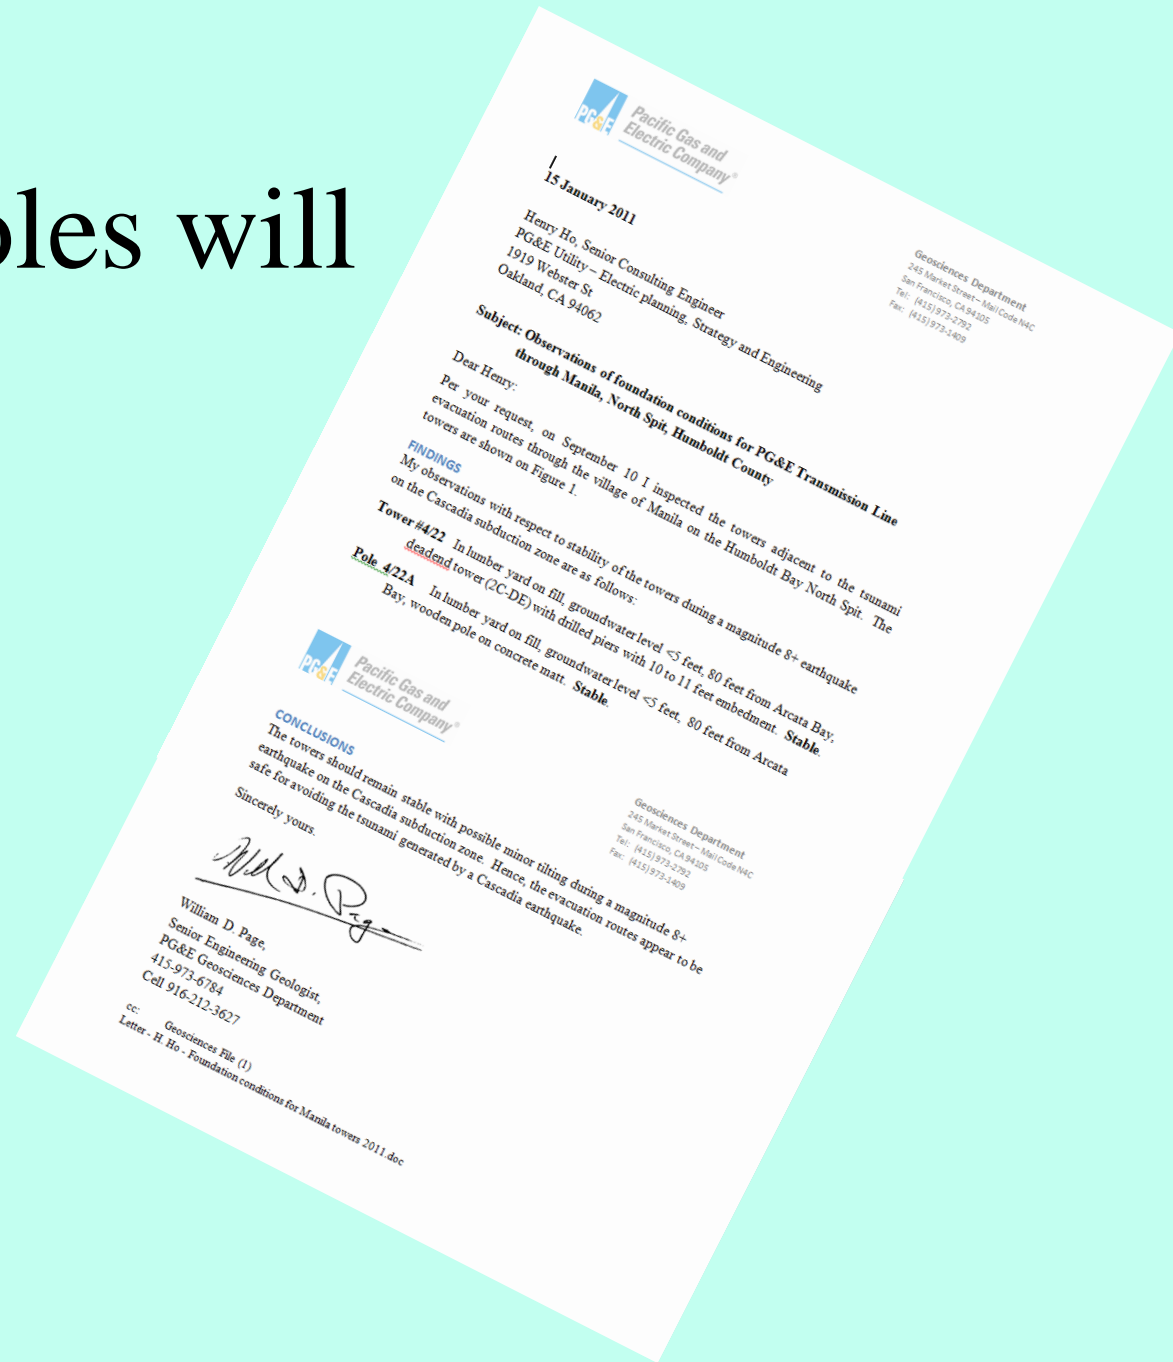 oles will
PG&E Pacific Gas and
Electric Company®
15 January 2011
Geosciences Department
245 Market Street – Mail Code N4C
San Francisco, CA 94105
Tel: (415) 973-2792
Fax: (415) 973-1409
Henry Ho, Senior Consulting Engineer
PG&E Utility – Electric planning, Strategy and Engineering
1919 Webster St
Oakland, CA 94062
Subject: Observations of foundation conditions for PG&E Transmission Line
through Manila, North Spit, Humboldt County
Dear Henry:
Per your request, on September 10 I inspected the towers adjacent to the tsunami
evacuation routes through the village of Manila on the Humboldt Bay North Spit. The
towers are shown on Figure 1.
FINDINGS
My observations with respect to stability of the towers during a magnitude 8+ earthquake
on the Cascadia subduction zone are as follows:
Tower #4/22 In lumber yard on fill, groundwater level <5 feet, 80 feet from Arcata Bay,
deadend tower (2C-DE) with drilled piers with 10 to 11 feet embedment. Stable.
Pole 4/22A In lumber yard on fill, groundwater level <5 feet, 80 feet from Arcata
Bay, wooden pole on concrete matt. Stable.
PG&E Pacific Gas and
Electric Company®
Geosciences Department
245 Market Street – Mail Code N4C
San Francisco, CA 94105
Tel: (415) 973-2792
Fax: (415) 973-1409
CONCLUSIONS
The towers should remain stable with possible minor tilting during a magnitude 8+
earthquake on the Cascadia subduction zone. Hence, the evacuation routes appear to be
safe for avoiding the tsunami generated by a Cascadia earthquake.
Sincerely yours.
Will D. Page
William D. Page,
Senior Engineering Geologist,
PG&E Geosciences Department
415-973-6784
Cell 916-212-3627
cc: Geosciences File (1)
Letter - H. Ho - Foundation conditions for Manila towers 2011.doc